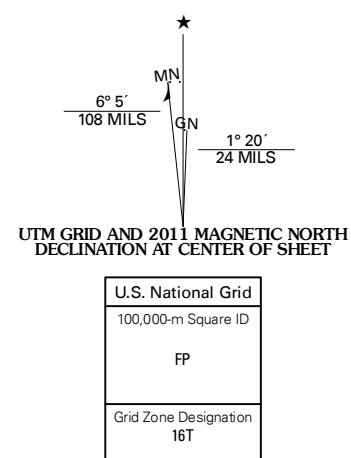 ★
M.N.
6° 5´
108 MILS
GN
1° 20´
24 MILS
UTM GRID AND 2011 MAGNETIC NORTH
DECLINATION AT CENTER OF SHEET
U.S. National Grid
100,000-m Square ID
FP
Grid Zone Designation
16T